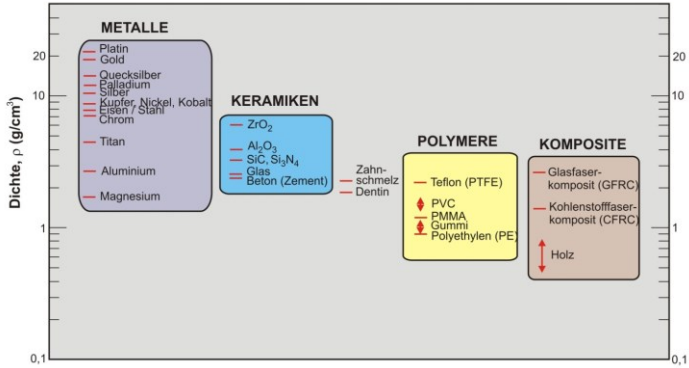 METALLE
Platin
Gold
Quecksilber
Palladium
Silber
Kupfer, Nickel, Kobalt
Eisen / Stahl
Chrom
Titan
Aluminium
Magnesium
KERAMIKEN
ZrO₂
Al₂O₃
SiC, Si₃N₄
Glas
Beton (Zement)
Zahn-
schmelz
Dentin
POLYMERE
Teflon (PTFE)
PVC
PMMA
Gummi
Polyethylen (PE)
KOMPOSITE
Glasfaser-
komposit (GFRC)
Kohlenstofffaser-
komposit (CFRC)
Holz
Dichte, ρ (g/cm³)
20
10
1
0,1
20
10
1
0,1